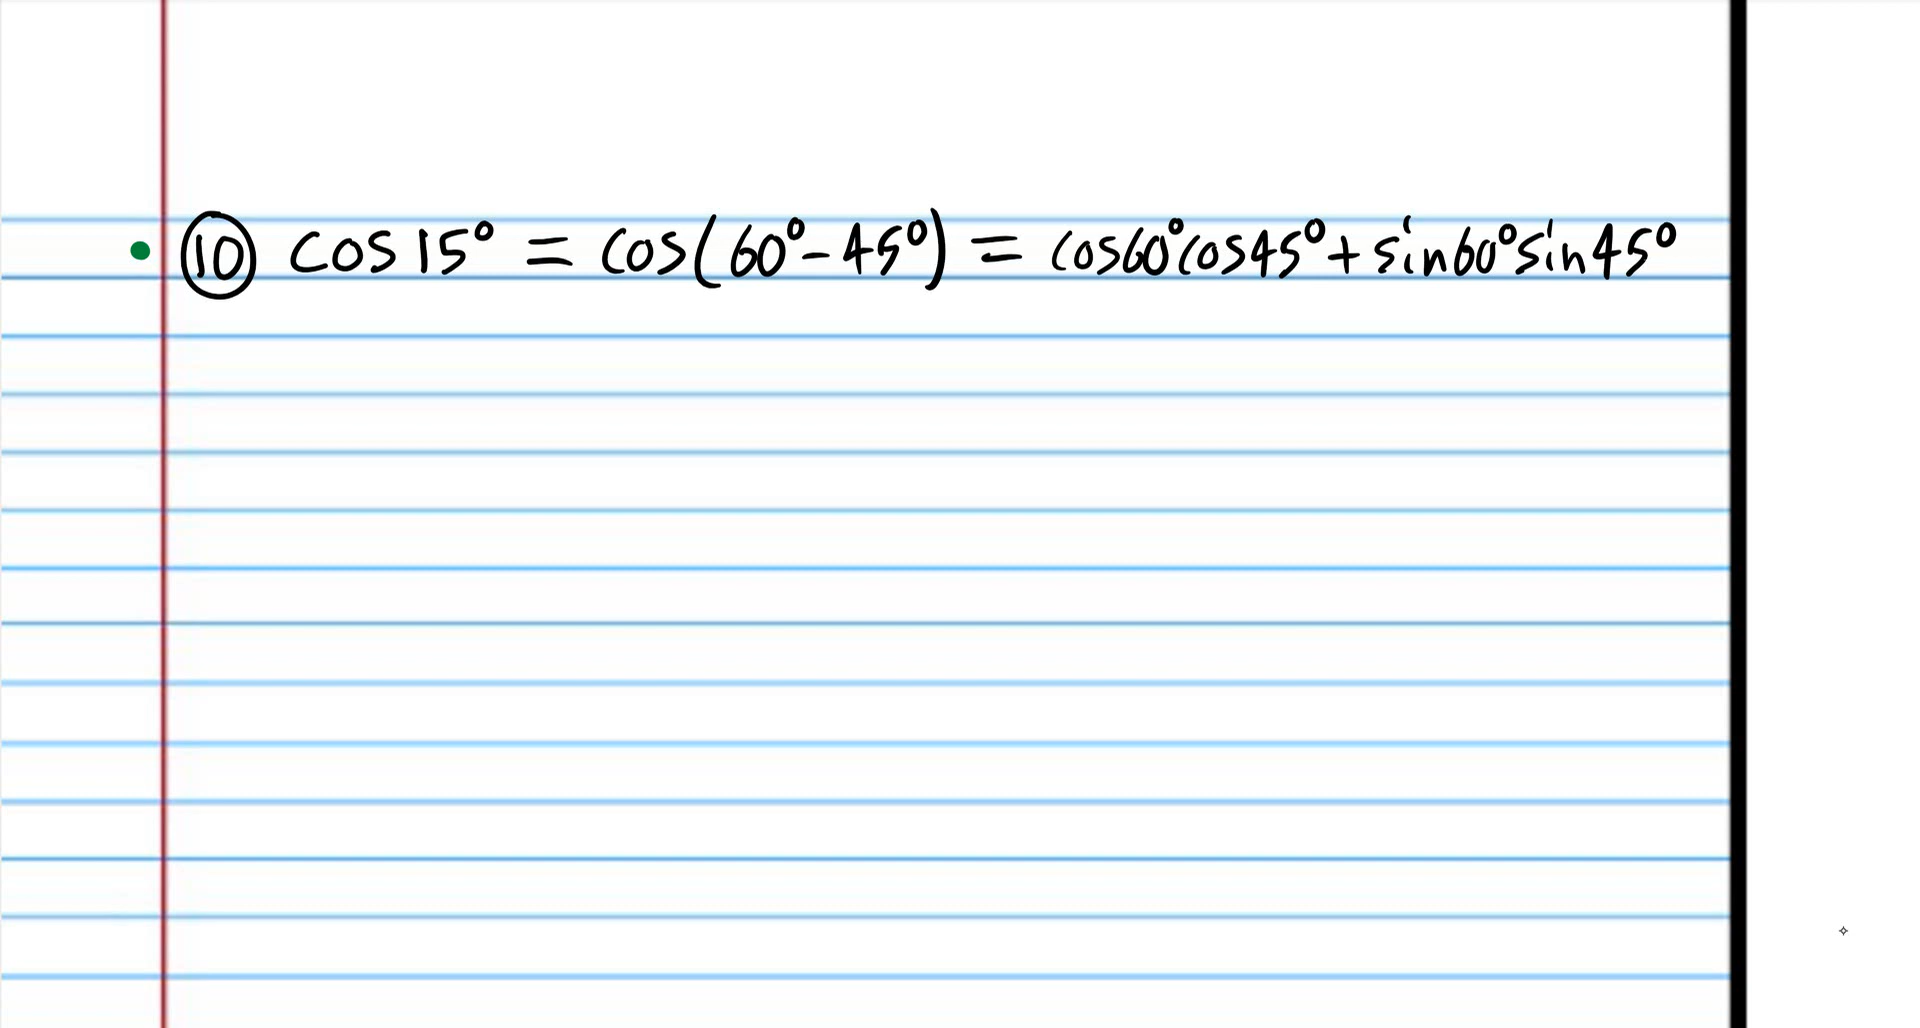 ⑩ cos 15° = cos(60° - 45°) = cos60°cos45° + sin60°sin45°